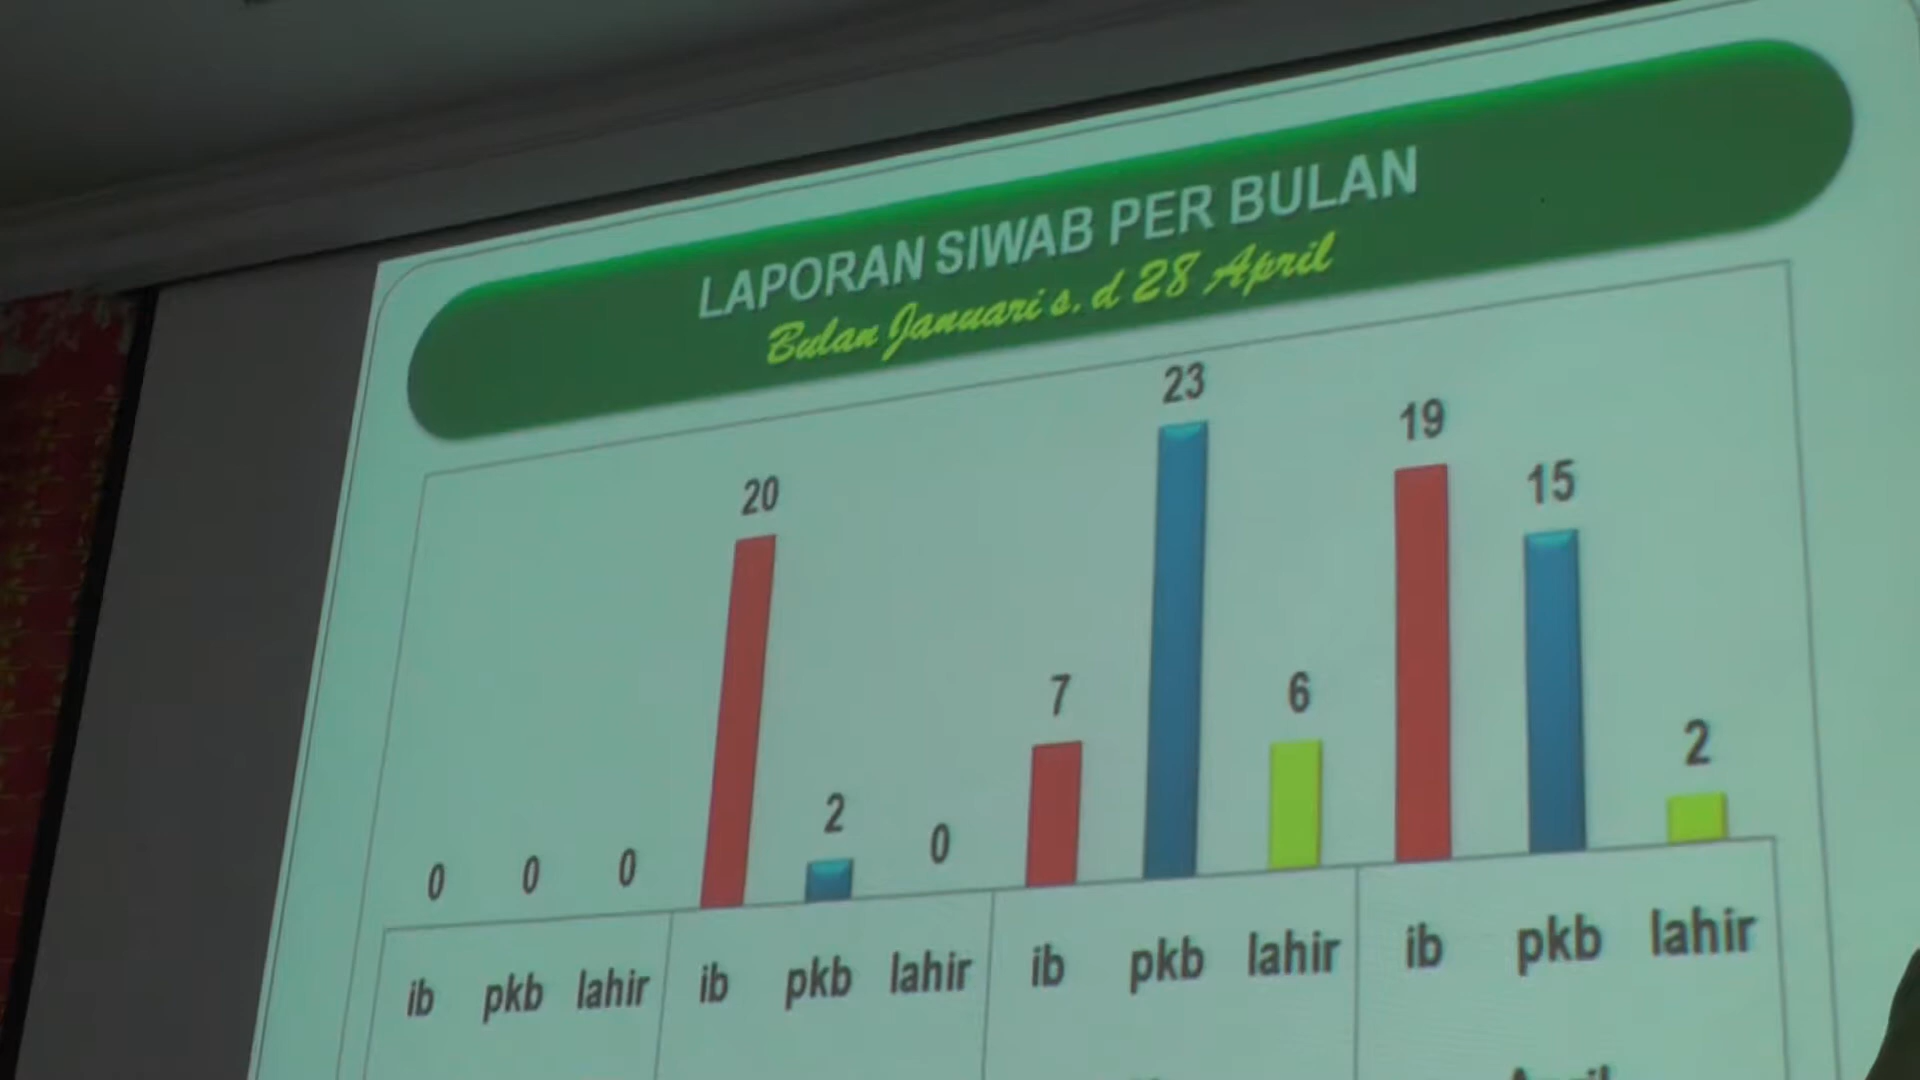 LAPORAN SIWAB PER BULAN
Bulan Januari s. d 28 April
23
19
20
15
7
6
2
2
0
0 0 0
ib pkb lahir ib pkb lahir ib pkb lahir ib pkb lahir
April